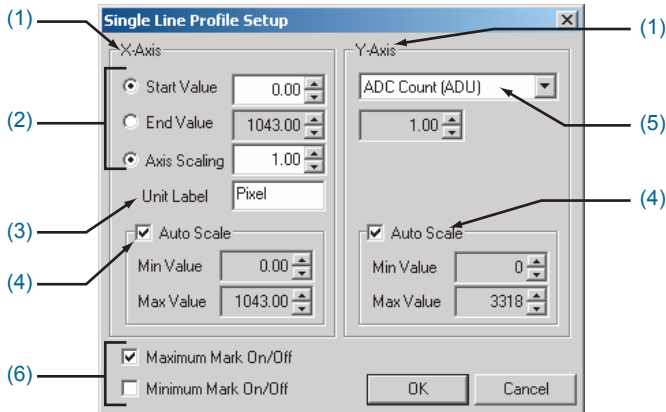 Single Line Profile Setup
(1)
(1)
X-Axis
Y-Axis
Start Value 0.00
ADC Count (ADU)
(2)
End Value 1043.00
1.00
(5)
Axis Scaling 1.00
Unit Label Pixel
(3)
(4)
Auto Scale
Auto Scale
(4)
Min Value 0.00
Min Value 0
Max Value 1043.00
Max Value 3318
(6)
Maximum Mark On/Off
Minimum Mark On/Off
OK
Cancel